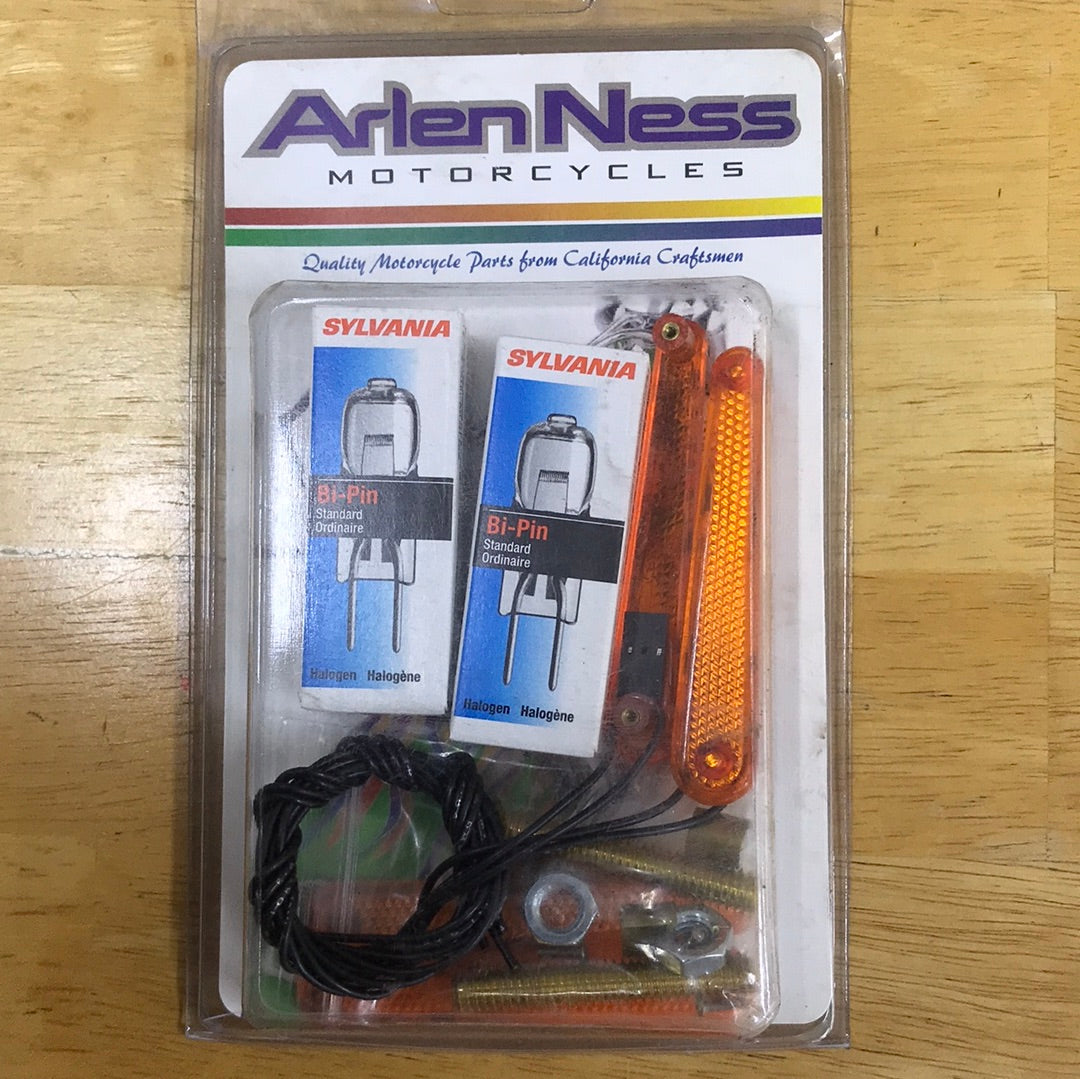 Arlen Ness
MOTORCYCLES
Quality Motorcycle Parts from California Craftsmen
SYLVANIA
Bi-Pin
Standard
Ordinaire
Halogen Halogène
SYLVANIA
Bi-Pin
Standard
Ordinaire
Halogen Halogène